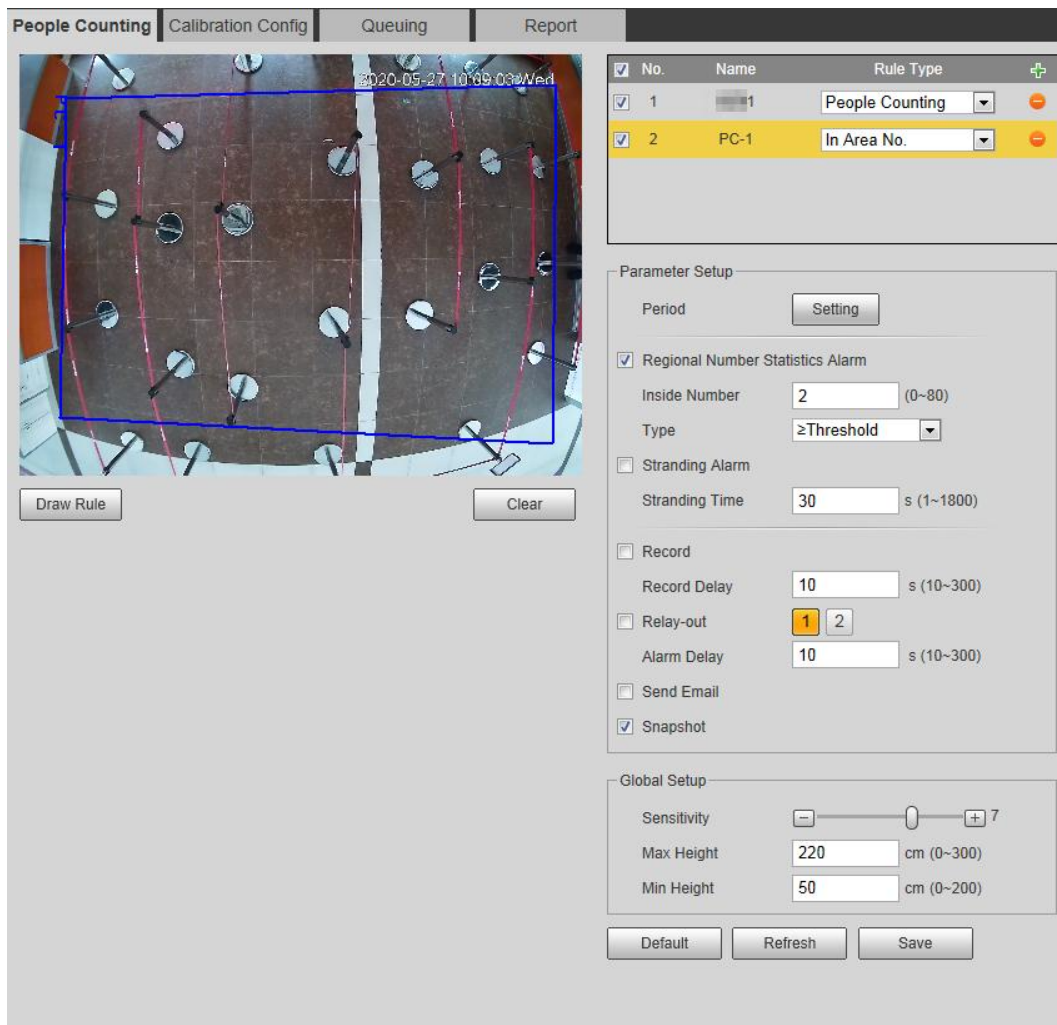 People Counting Calibration Config Queuing Report
2020-05-27 10:09:03 Wed
No. Name Rule Type
1 1 People Counting
2 PC-1 In Area No.
Parameter Setup
Period Setting
Regional Number Statistics Alarm
Inside Number 2 (0~80)
Type ≥Threshold
Stranding Alarm
Stranding Time 30 s (1~1800)
Draw Rule Clear
Record
Record Delay 10 s (10~300)
Relay-out 1 2
Alarm Delay 10 s (10~300)
Send Email
Snapshot
Global Setup
Sensitivity 7
Max Height 220 cm (0~300)
Min Height 50 cm (0~200)
Default Refresh Save